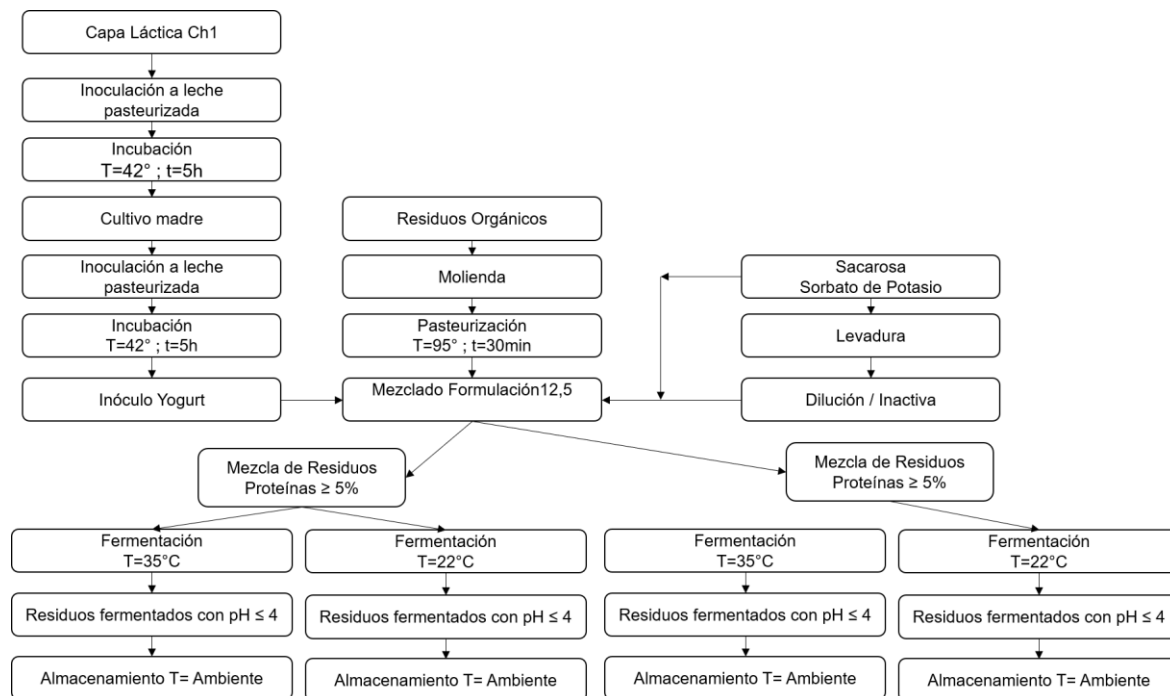 Capa Láctica Ch1
Inoculación a leche
pasteurizada
Incubación
T=42° ; t=5h
Cultivo madre
Inoculación a leche
pasteurizada
Incubación
T=42° ; t=5h
Inóculo Yogurt
Residuos Orgánicos
Molienda
Pasteurización
T=95° ; t=30min
Mezclado Formulación12,5
Sacarosa
Sorbato de Potasio
Levadura
Dilución / Inactiva
Mezcla de Residuos
Proteínas ≥ 5%
Mezcla de Residuos
Proteínas ≥ 5%
Fermentación
T=35°C
Fermentación
T=22°C
Fermentación
T=35°C
Fermentación
T=22°C
Residuos fermentados con pH ≤ 4
Residuos fermentados con pH ≤ 4
Residuos fermentados con pH ≤ 4
Residuos fermentados con pH ≤ 4
Almacenamiento T= Ambiente
Almacenamiento T= Ambiente
Almacenamiento T= Ambiente
Almacenamiento T= Ambiente